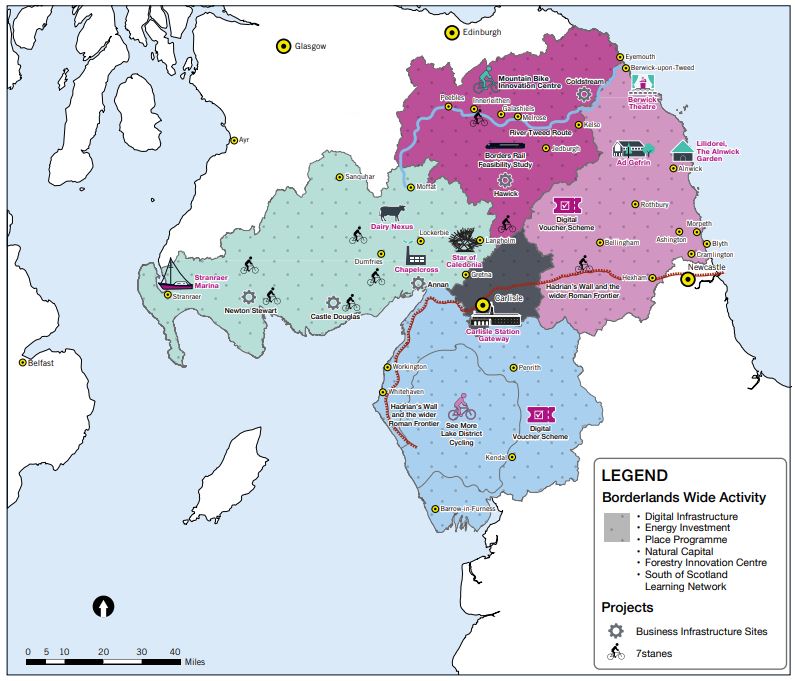 Glasgow
Edinburgh
Eyemouth
Berwick-upon-Tweed
Mountain Bike
Innovation Centre
Coldstream
Berwick
Theatre
Peebles
Innerleithen
Galashiels
Melrose
Kelso
River Tweed Route
Ayr
Jedburgh
Borders Rail
Feasibility Study
Ad Gefrin
Lilidorei,
The Alnwick
Garden
Alnwick
Sanquhar
Moffat
Hawick
Dairy Nexus
Digital
Voucher Scheme
Rothbury
Lockerbie
Langholm
Morpeth
Ashington
Blyth
Bellingham
Cramlington
Dumfries
Star of
Caledonia
Chapelcross
Gretna
Newcastle
Hexham
Stranraer
Marina
Stranraer
Annan
Hadrian's Wall and the
wider Roman Frontier
Carlisle
Newton Stewart
Castle Douglas
Carlisle Station
Gateway
Belfast
Workington
Penrith
Whitehaven
Hadrian's Wall
and the wider
Roman Frontier
See More
Lake District
Cycling
Digital
Voucher Scheme
Kendal
Barrow-in-Furness
LEGEND
Borderlands Wide Activity
• Digital Infrastructure
• Energy Investment
• Place Programme
• Natural Capital
• Forestry Innovation Centre
• South of Scotland
Learning Network
Projects
Business Infrastructure Sites
7stanes
0 5 10 20 30 40
Miles